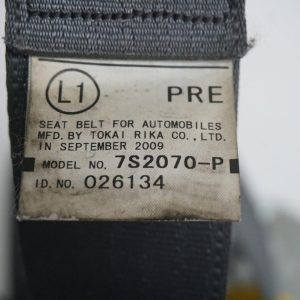 L1 PRE
SEAT BELT FOR AUTOMOBILES
MFD. BY TOKAI RIKA CO., LTD.
IN SEPTEMBER 2009
MODEL NO. 7S2070-P
I.D. NO. 026134